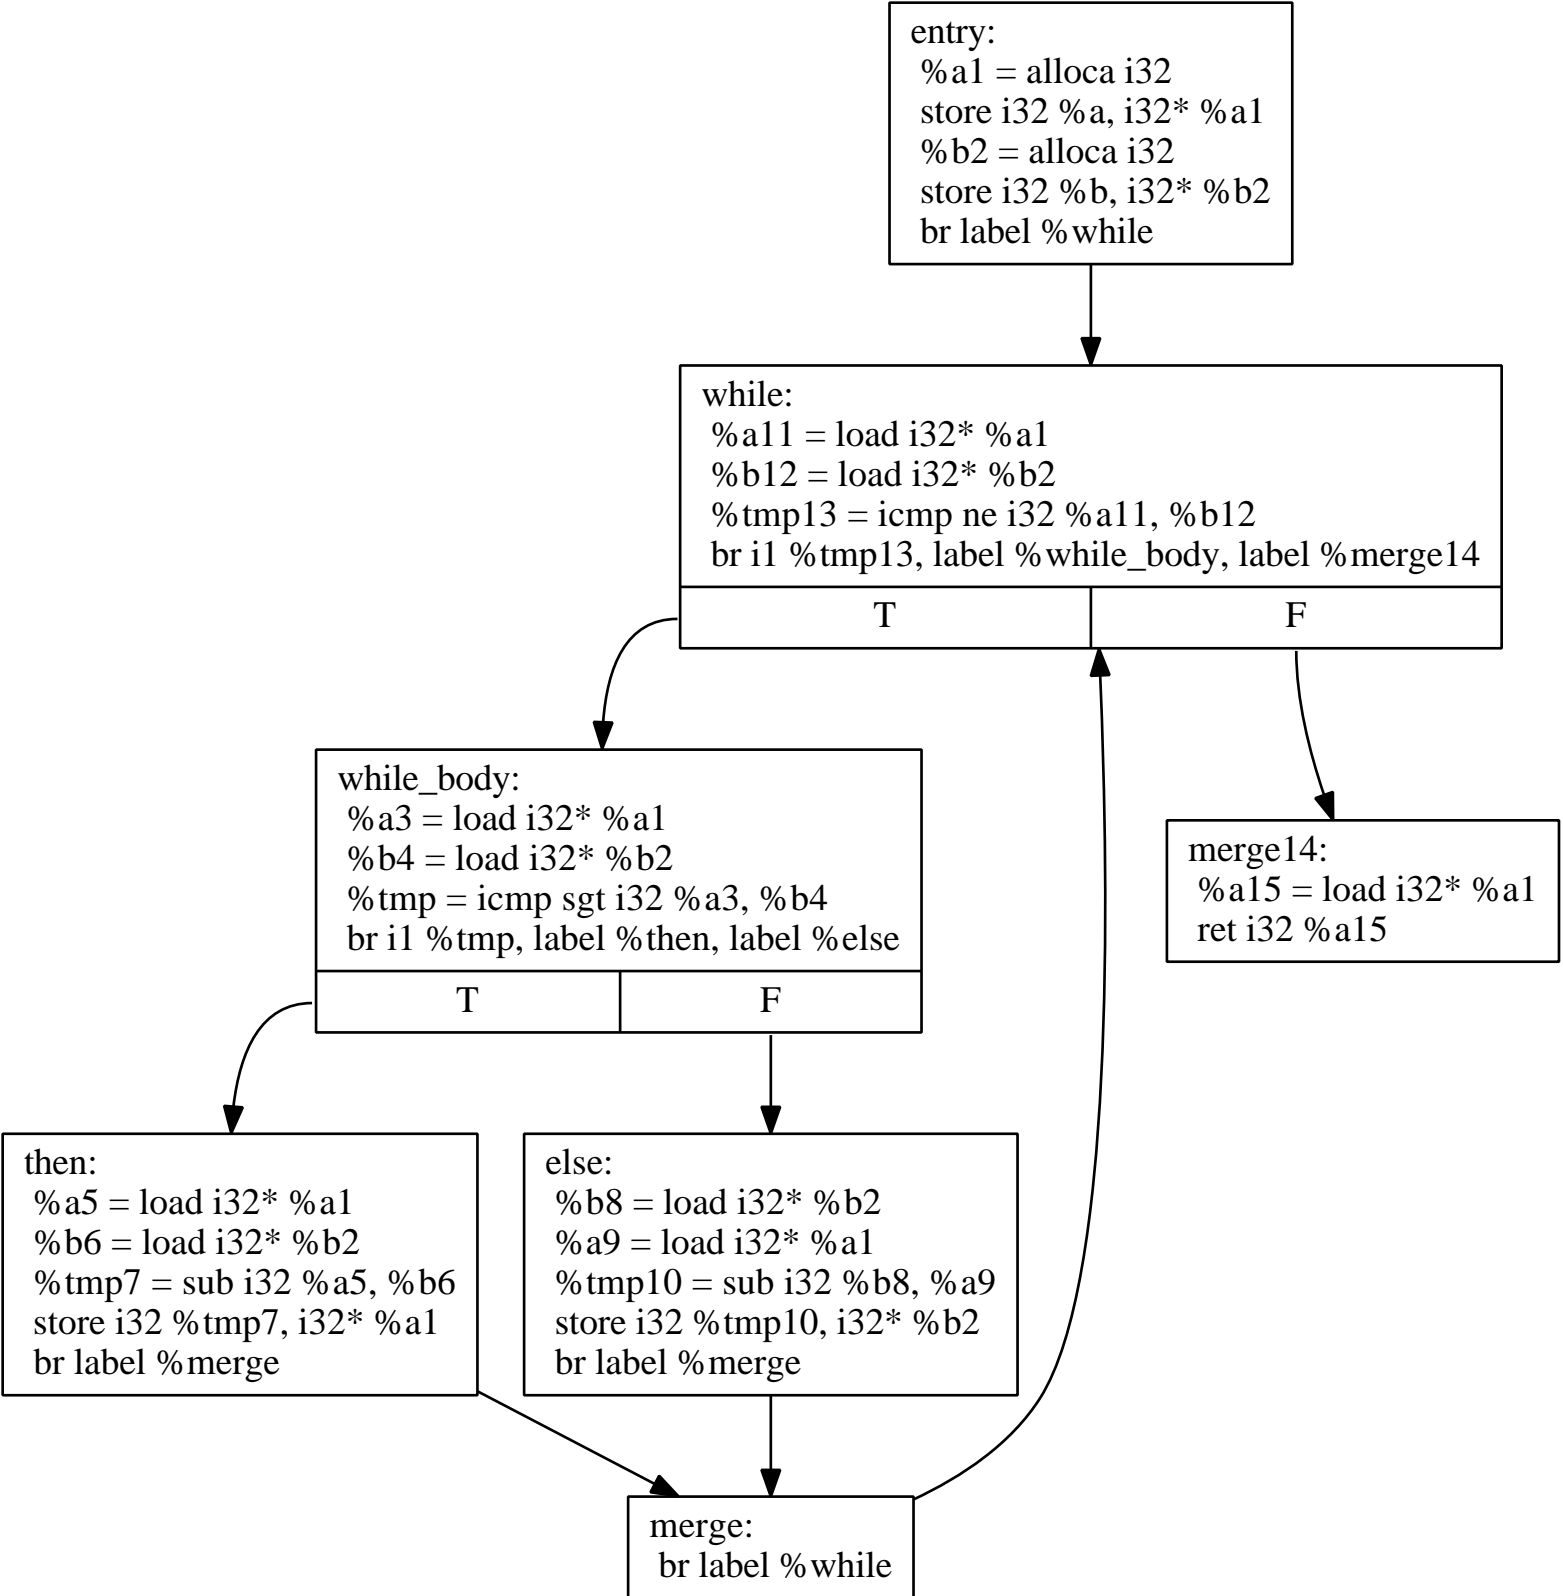 entry:
%a1 = alloca i32
store i32 %a, i32* %a1
%b2 = alloca i32
store i32 %b, i32* %b2
br label %while
while:
%a11 = load i32* %a1
%b12 = load i32* %b2
%tmp13 = icmp ne i32 %a11, %b12
br i1 %tmp13, label %while_body, label %merge14
T
F
while_body:
%a3 = load i32* %a1
%b4 = load i32* %b2
%tmp = icmp sgt i32 %a3, %b4
br i1 %tmp, label %then, label %else
T
F
merge14:
%a15 = load i32* %a1
ret i32 %a15
then:
%a5 = load i32* %a1
%b6 = load i32* %b2
%tmp7 = sub i32 %a5, %b6
store i32 %tmp7, i32* %a1
br label %merge
else:
%b8 = load i32* %b2
%a9 = load i32* %a1
%tmp10 = sub i32 %b8, %a9
store i32 %tmp10, i32* %b2
br label %merge
merge:
br label %while